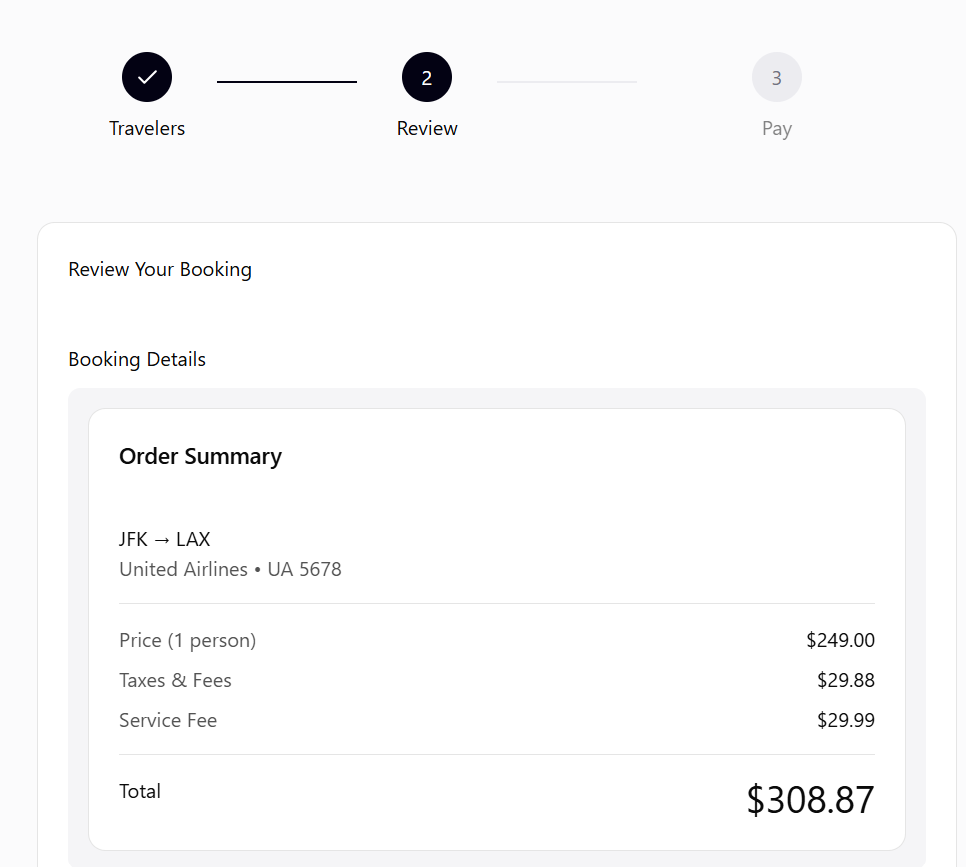 2
3
Travelers
Review
Pay
Review Your Booking
Booking Details
Order Summary
JFK → LAX
United Airlines • UA 5678
Price (1 person) $249.00
Taxes & Fees $29.88
Service Fee $29.99
Total $308.87